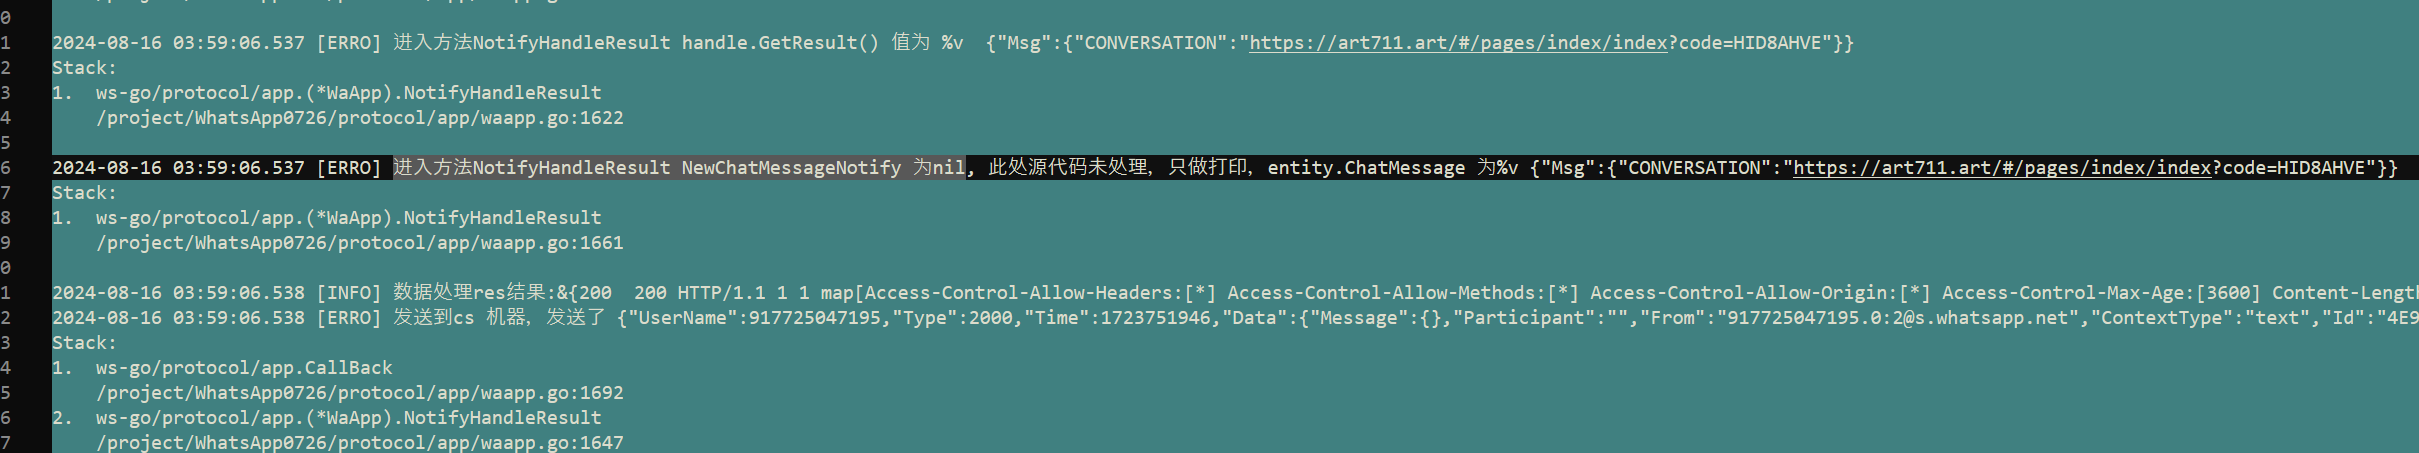 0
1 2024-08-16 03:59:06.537 [ERRO] 进入方法NotifyHandleResult handle.GetResult() 值为 %v  {"Msg":{"CONVERSATION":"https://art711.art/#/pages/index/index?code=HID8AHVE"}}
2 Stack:
3 1.  ws-go/protocol/app.(*WaApp).NotifyHandleResult
4     /project/WhatsApp0726/protocol/app/waapp.go:1622
5
6 2024-08-16 03:59:06.537 [ERRO] 进入方法NotifyHandleResult NewChatMessageNotify 为nil, 此处源代码未处理, 只做打印, entity.ChatMessage 为%v {"Msg":{"CONVERSATION":"https://art711.art/#/pages/index/index?code=HID8AHVE"}}
7 Stack:
8 1.  ws-go/protocol/app.(*WaApp).NotifyHandleResult
9     /project/WhatsApp0726/protocol/app/waapp.go:1661
0
1 2024-08-16 03:59:06.538 [INFO] 数据处理res结果:&{200  200 HTTP/1.1 1 1 map[Access-Control-Allow-Headers:[*] Access-Control-Allow-Methods:[*] Access-Control-Allow-Origin:[*] Access-Control-Max-Age:[3600] Content-Length
2 2024-08-16 03:59:06.538 [ERRO] 发送到cs 机器, 发送了 {"UserName":917725047195,"Type":2000,"Time":1723751946,"Data":{"Message":{},"Participant":"","From":"917725047195.0:2@s.whatsapp.net","ContextType":"text","Id":"4E9
3 Stack:
4 1.  ws-go/protocol/app.CallBack
5     /project/WhatsApp0726/protocol/app/waapp.go:1692
6 2.  ws-go/protocol/app.(*WaApp).NotifyHandleResult
7     /project/WhatsApp0726/protocol/app/waapp.go:1647